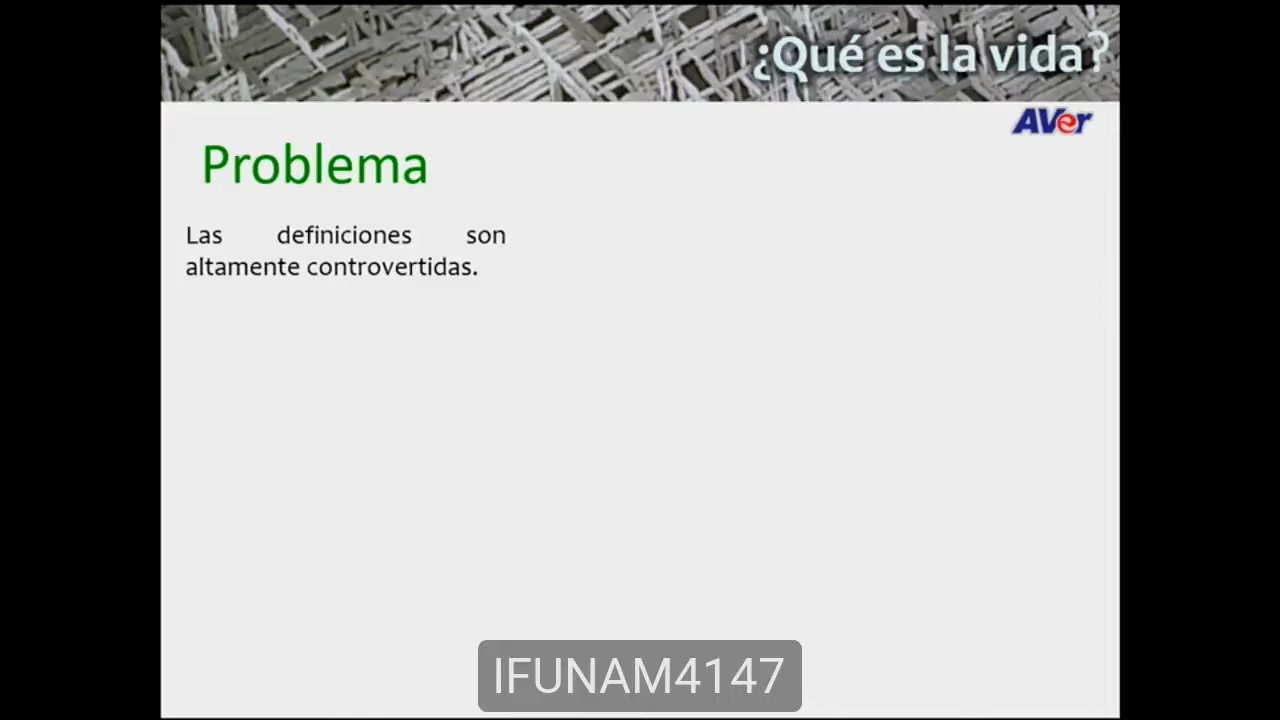 ¿Qué es la vida?
AVer
Problema
Las definiciones son
altamente controvertidas.
IFUNAM4147